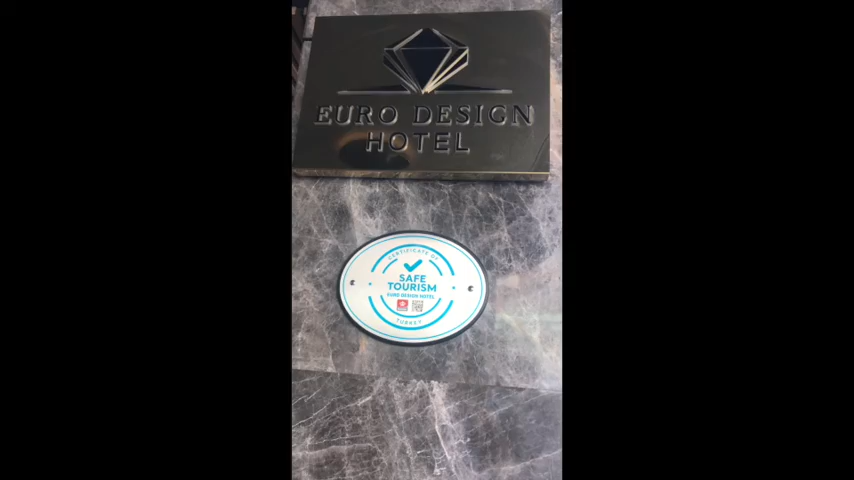 EURO DESIGN
HOTEL
CERTIFICATE OF
SAFE
TOURISM
EURO DESIGN HOTEL
TURKEY